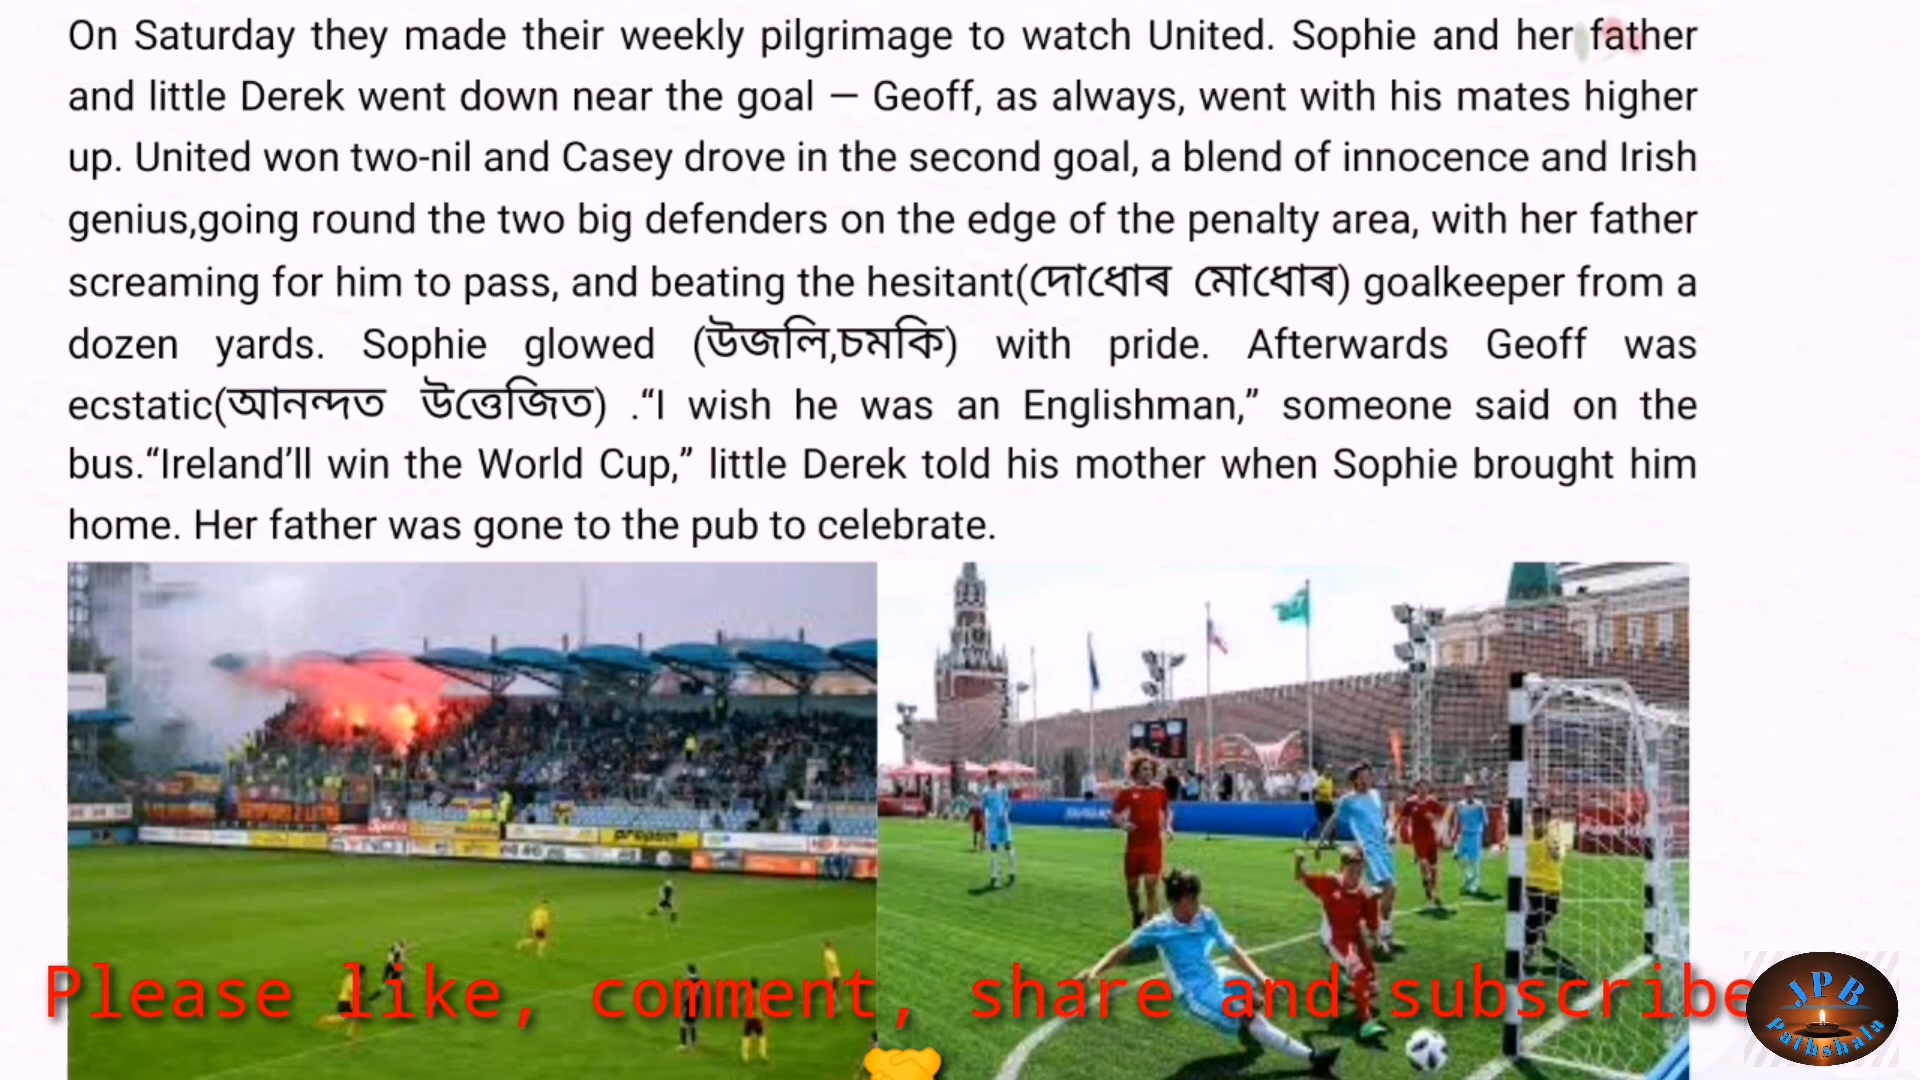 On Saturday they made their weekly pilgrimage to watch United. Sophie and her father
and little Derek went down near the goal — Geoff, as always, went with his mates higher
up. United won two-nil and Casey drove in the second goal, a blend of innocence and Irish
genius,going round the two big defenders on the edge of the penalty area, with her father
screaming for him to pass, and beating the hesitant(দোধোৰ মোধোৰ) goalkeeper from a
dozen yards. Sophie glowed (উজলি,চমকি) with pride. Afterwards Geoff was
ecstatic(আনন্দত উত্তেজিত) .“I wish he was an Englishman,” someone said on the
bus.“Ireland’ll win the World Cup,” little Derek told his mother when Sophie brought him
home. Her father was gone to the pub to celebrate.
Please like, comment, share and subscribe
JPB
Pathshala